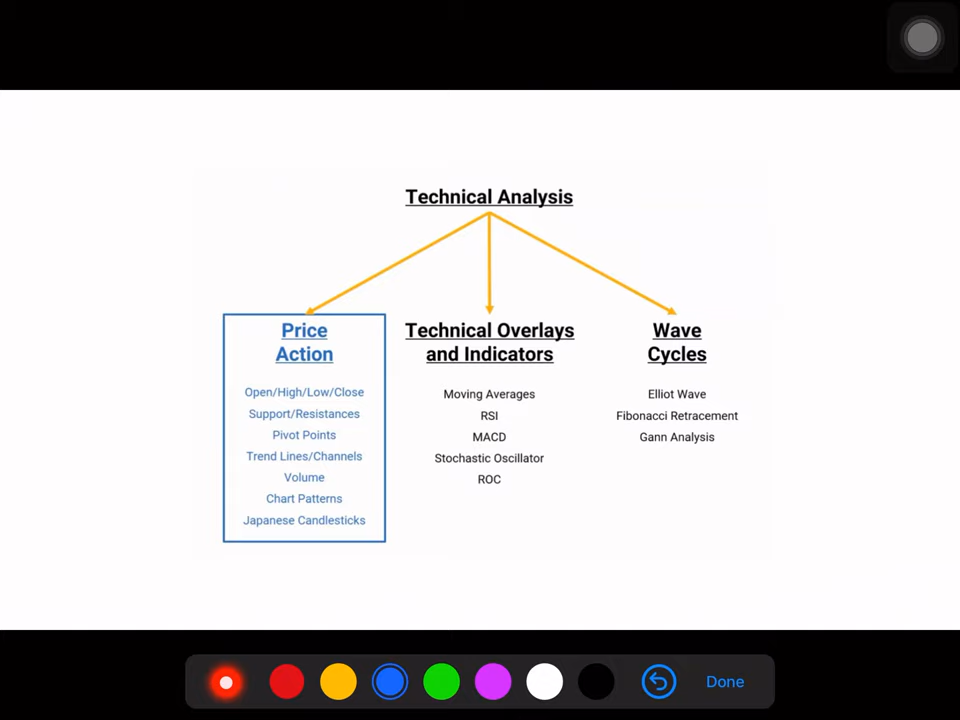 Technical Analysis
Price
Action
Open/High/Low/Close
Support/Resistances
Pivot Points
Trend Lines/Channels
Volume
Chart Patterns
Japanese Candlesticks
Technical Overlays
and Indicators
Moving Averages
RSI
MACD
Stochastic Oscillator
ROC
Wave
Cycles
Elliot Wave
Fibonacci Retracement
Gann Analysis
Done